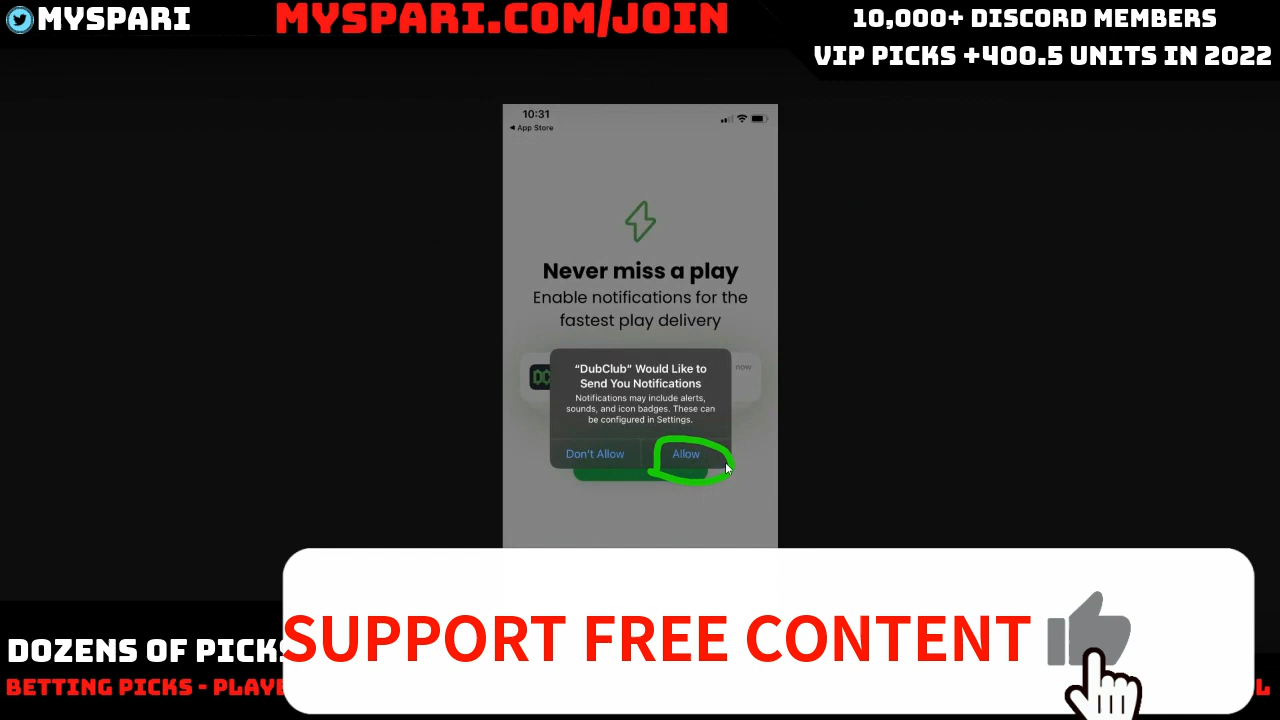 MYSPARI
MYSPARI.COM/JOIN
10,000+ DISCORD MEMBERS
VIP PICKS +400.5 UNITS IN 2022
10:31
App Store
Never miss a play
Enable notifications for the
fastest play delivery
DC
now
“DubClub” Would Like to
Send You Notifications
Notifications may include alerts,
sounds, and icon badges. These can
be configured in Settings.
Don't Allow
Allow
SUPPORT FREE CONTENT
DOZENS OF PICKS
BETTING PICKS -